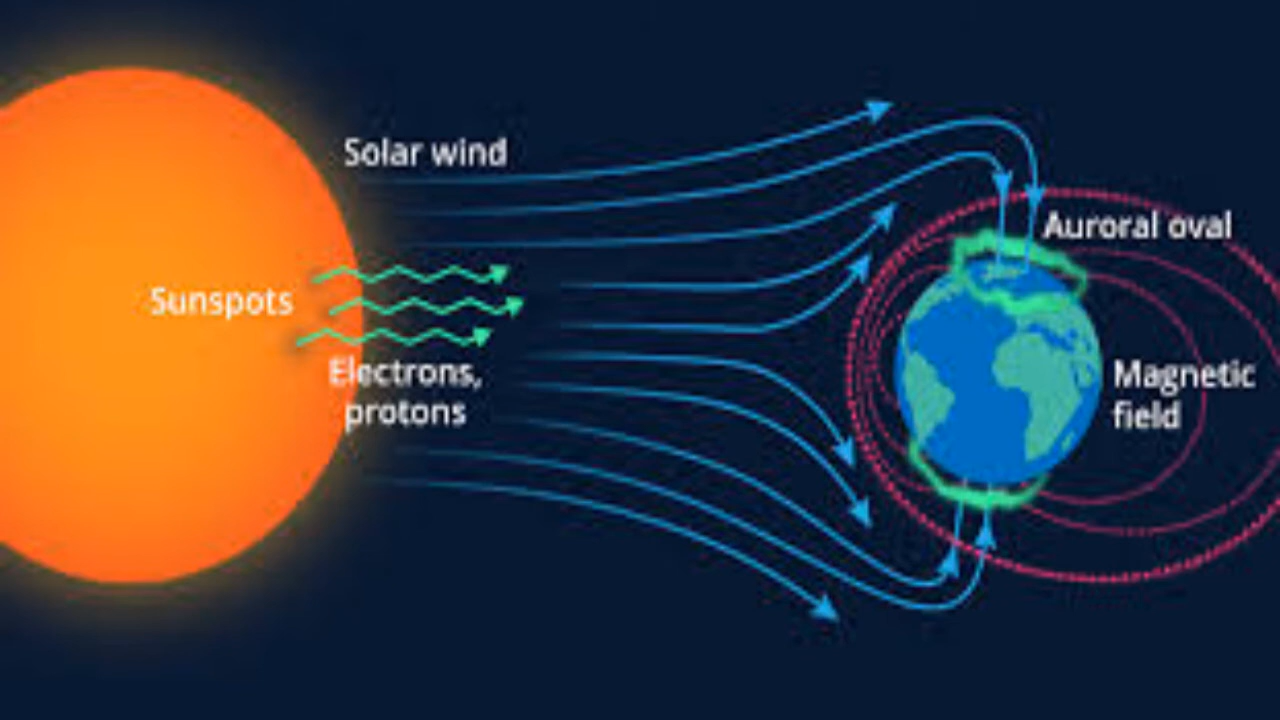 Solar wind
Auroral oval
Sunspots
Electrons,
protons
Magnetic
field